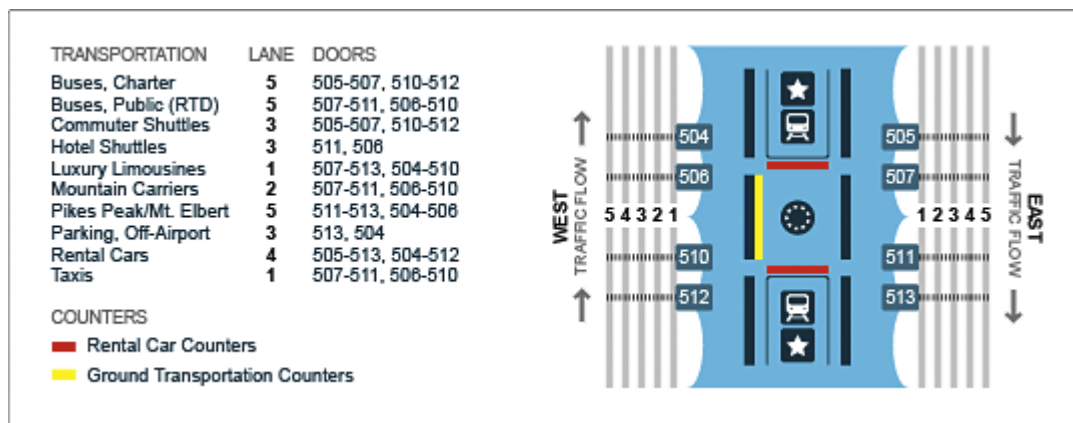 TRANSPORTATION LANE DOORS
Buses, Charter 5 505-507, 510-512
Buses, Public (RTD) 5 507-511, 506-510
Commuter Shuttles 3 505-507, 510-512
Hotel Shuttles 3 511, 506
Luxury Limousines 1 507-513, 504-510
Mountain Carriers 2 507-511, 506-510
Pikes Peak/Mt. Elbert 5 511-513, 504-506
Parking, Off-Airport 3 513, 504
Rental Cars 4 505-513, 504-512
Taxis 1 507-511, 506-510
COUNTERS
Rental Car Counters
Ground Transportation Counters
WEST
TRAFFIC FLOW
504
506
5 4 3 2 1
510
512
505
507
1 2 3 4 5
511
513
TRAFFIC FLOW
EAST